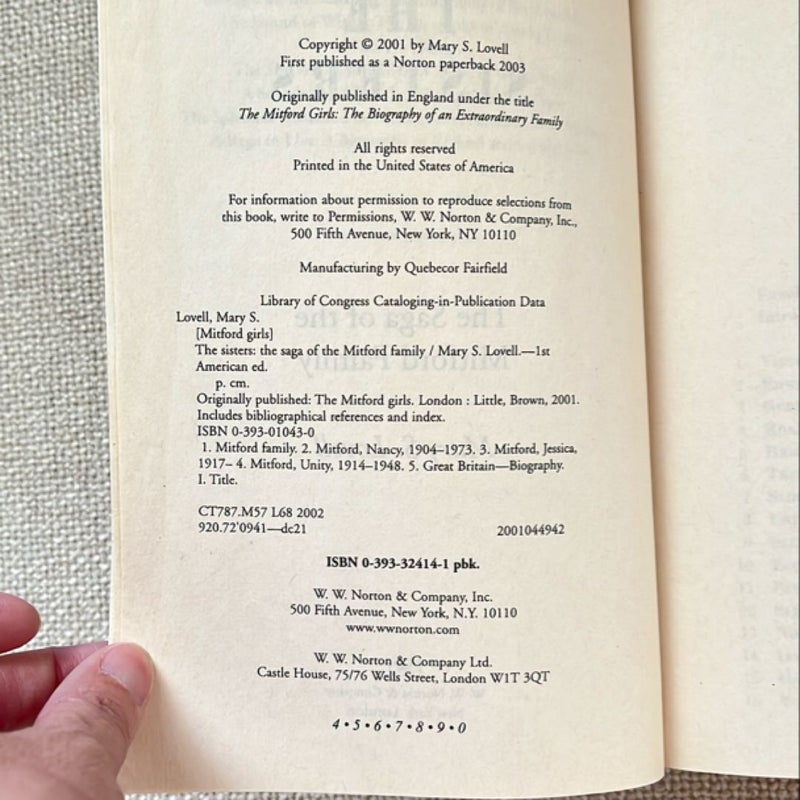 Copyright © 2001 by Mary S. Lovell
First published as a Norton paperback 2003
Originally published in England under the title
The Mitford Girls: The Biography of an Extraordinary Family
All rights reserved
Printed in the United States of America
For information about permission to reproduce selections from
this book, write to Permissions, W. W. Norton & Company, Inc.,
500 Fifth Avenue, New York, NY 10110
Manufacturing by Quebecor Fairfield
Library of Congress Cataloging-in-Publication Data
Lovell, Mary S.
[Mitford girls]
The sisters: the saga of the Mitford family / Mary S. Lovell.—1st
American ed.
p. cm.
Originally published: The Mitford girls. London : Little, Brown, 2001.
Includes bibliographical references and index.
ISBN 0-393-01043-0
1. Mitford family. 2. Mitford, Nancy, 1904–1973. 3. Mitford, Jessica,
1917– 4. Mitford, Unity, 1914–1948. 5. Great Britain—Biography.
I. Title.
CT787.M57 L68 2002
920.72'0941—dc21 2001044942
ISBN 0-393-32414-1 pbk.
W. W. Norton & Company, Inc.
500 Fifth Avenue, New York, N.Y. 10110
www.wwnorton.com
W. W. Norton & Company Ltd.
Castle House, 75/76 Wells Street, London W1T 3QT
4 • 5 • 6 • 7 • 8 • 9 • 0